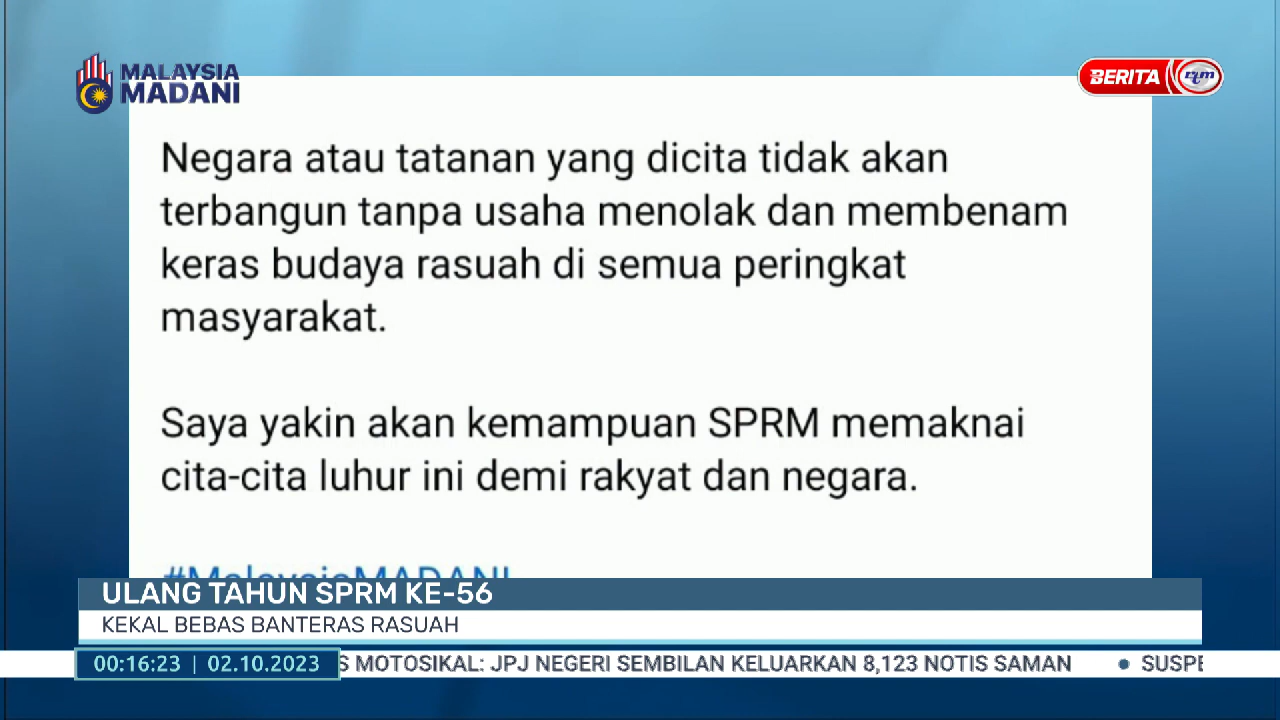 MALAYSIA
MADANI
BERITA rtm
Negara atau tatanan yang dicita tidak akan
terbangun tanpa usaha menolak dan membenam
keras budaya rasuah di semua peringkat
masyarakat.
Saya yakin akan kemampuan SPRM memaknai
cita-cita luhur ini demi rakyat dan negara.
#MalaysiaMADANI
ULANG TAHUN SPRM KE-56
KEKAL BEBAS BANTERAS RASUAH
00:16:23 | 02.10.2023 S MOTOSIKAL: JPJ NEGERI SEMBILAN KELUARKAN 8,123 NOTIS SAMAN • SUSPE